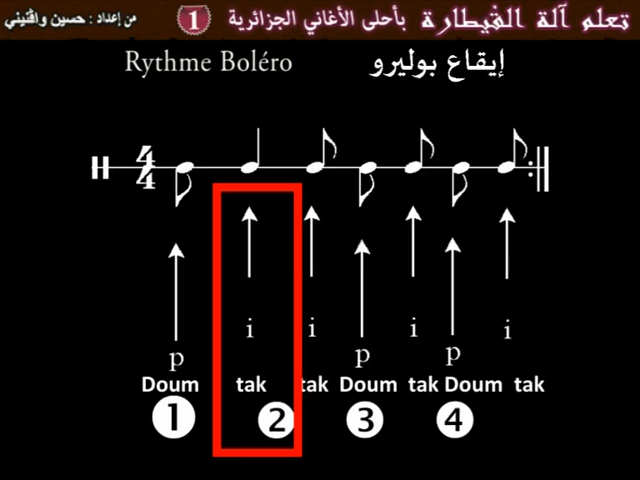 تعلم آلة القيطارة بأحلى الأغاني الجزائرية 1 من إعداد : حسين واڤنيني
Rythme Boléro إيقاع بوليرو
4
4
i i i i
p p p
Doum tak tak Doum tak Doum tak
1 2 3 4